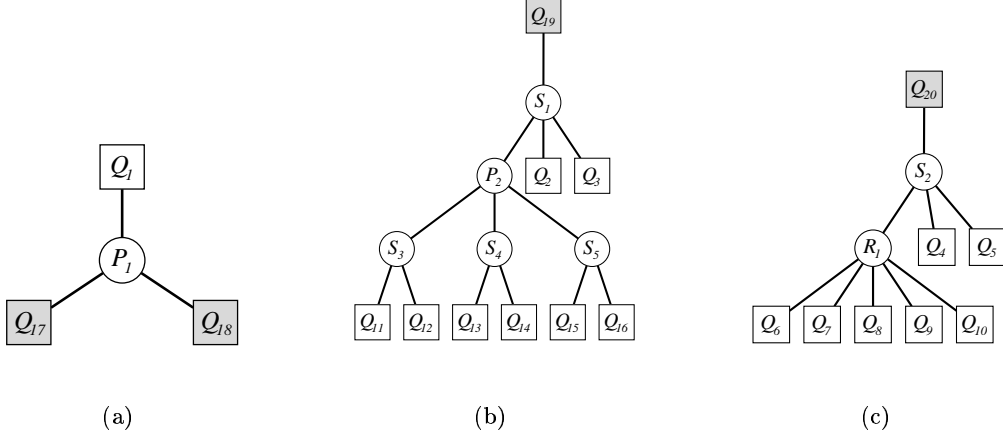 Q19
S1
P2 Q2 Q3
S3 S4 S5
Q11 Q12 Q13 Q14 Q15 Q16
Q20
S2
R1 Q4 Q5
Q6 Q7 Q8 Q9 Q10
Q1
P1
Q17 Q18
(a) (b) (c)